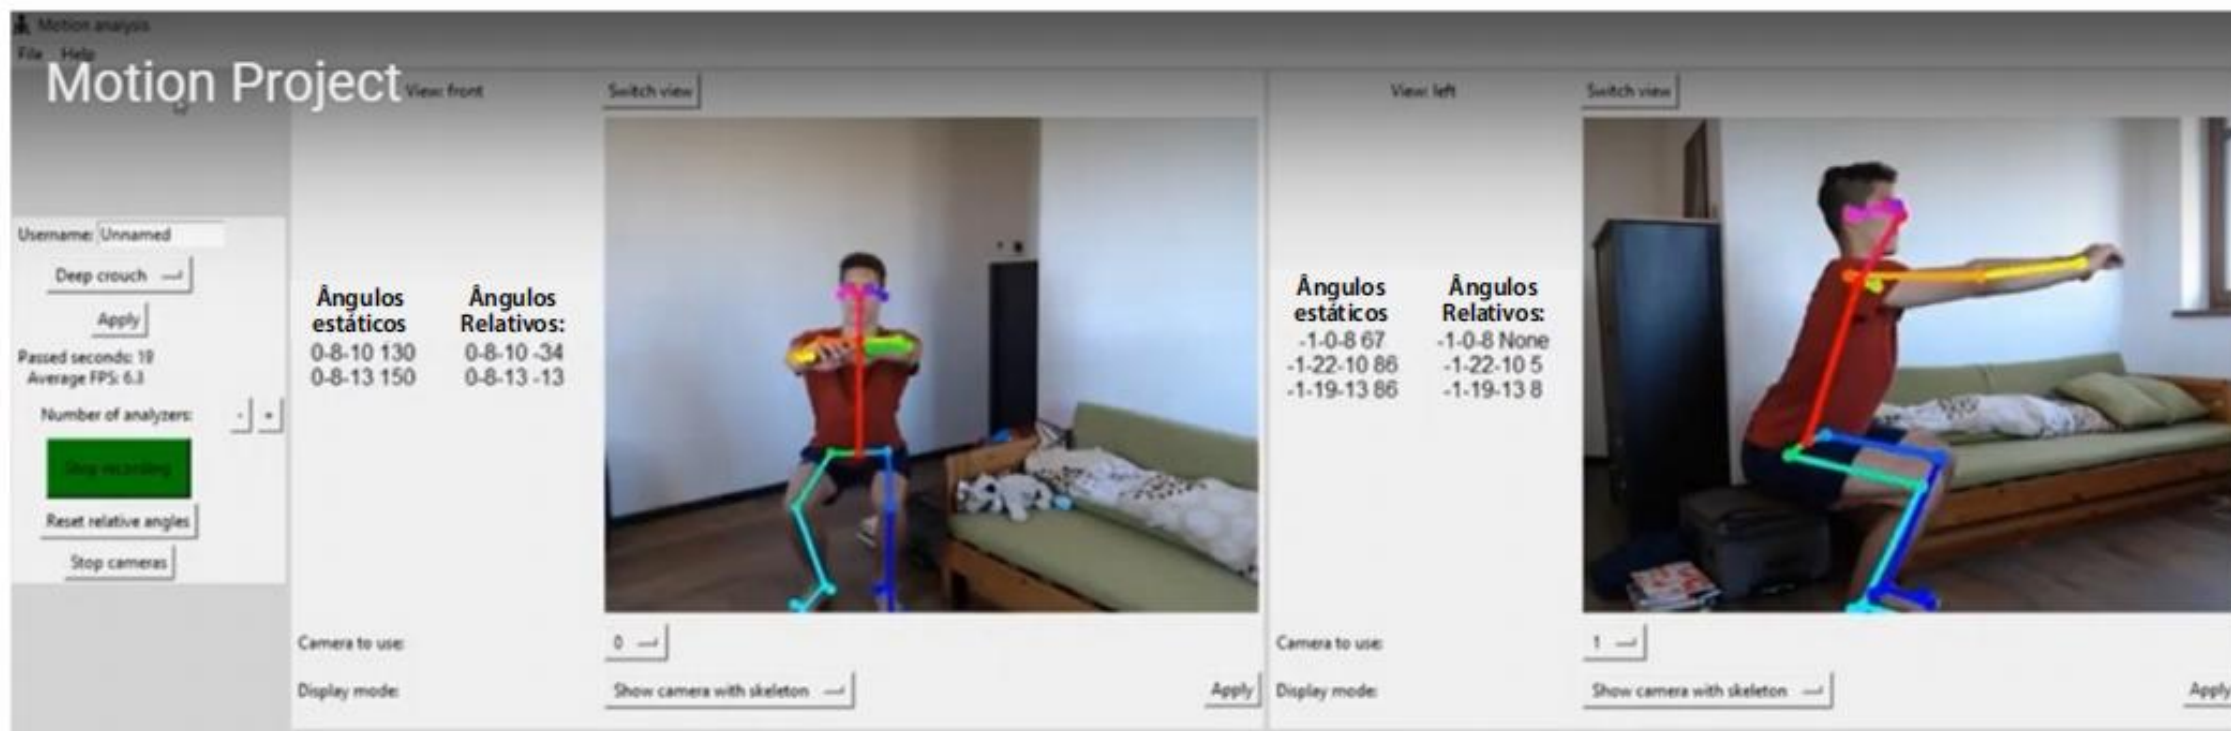 Motion analysis
File Help
Motion Project
Username: Unnamed
Deep crouch
Apply
Passed seconds: 19
Average FPS: 6.3
Number of analyzers:
- +
Stop recording
Reset relative angles
Stop cameras
View: front
Switch view
Ângulos estáticos
0-8-10 130
0-8-13 150
Ângulos Relativos:
0-8-10 -34
0-8-13 -13
Camera to use:
0
Display mode:
Show camera with skeleton
Apply
View: left
Switch view
Ângulos estáticos
-1-0-8 67
-1-22-10 86
-1-19-13 86
Ângulos Relativos:
-1-0-8 None
-1-22-10 5
-1-19-13 8
Camera to use:
1
Display mode:
Show camera with skeleton
Apply